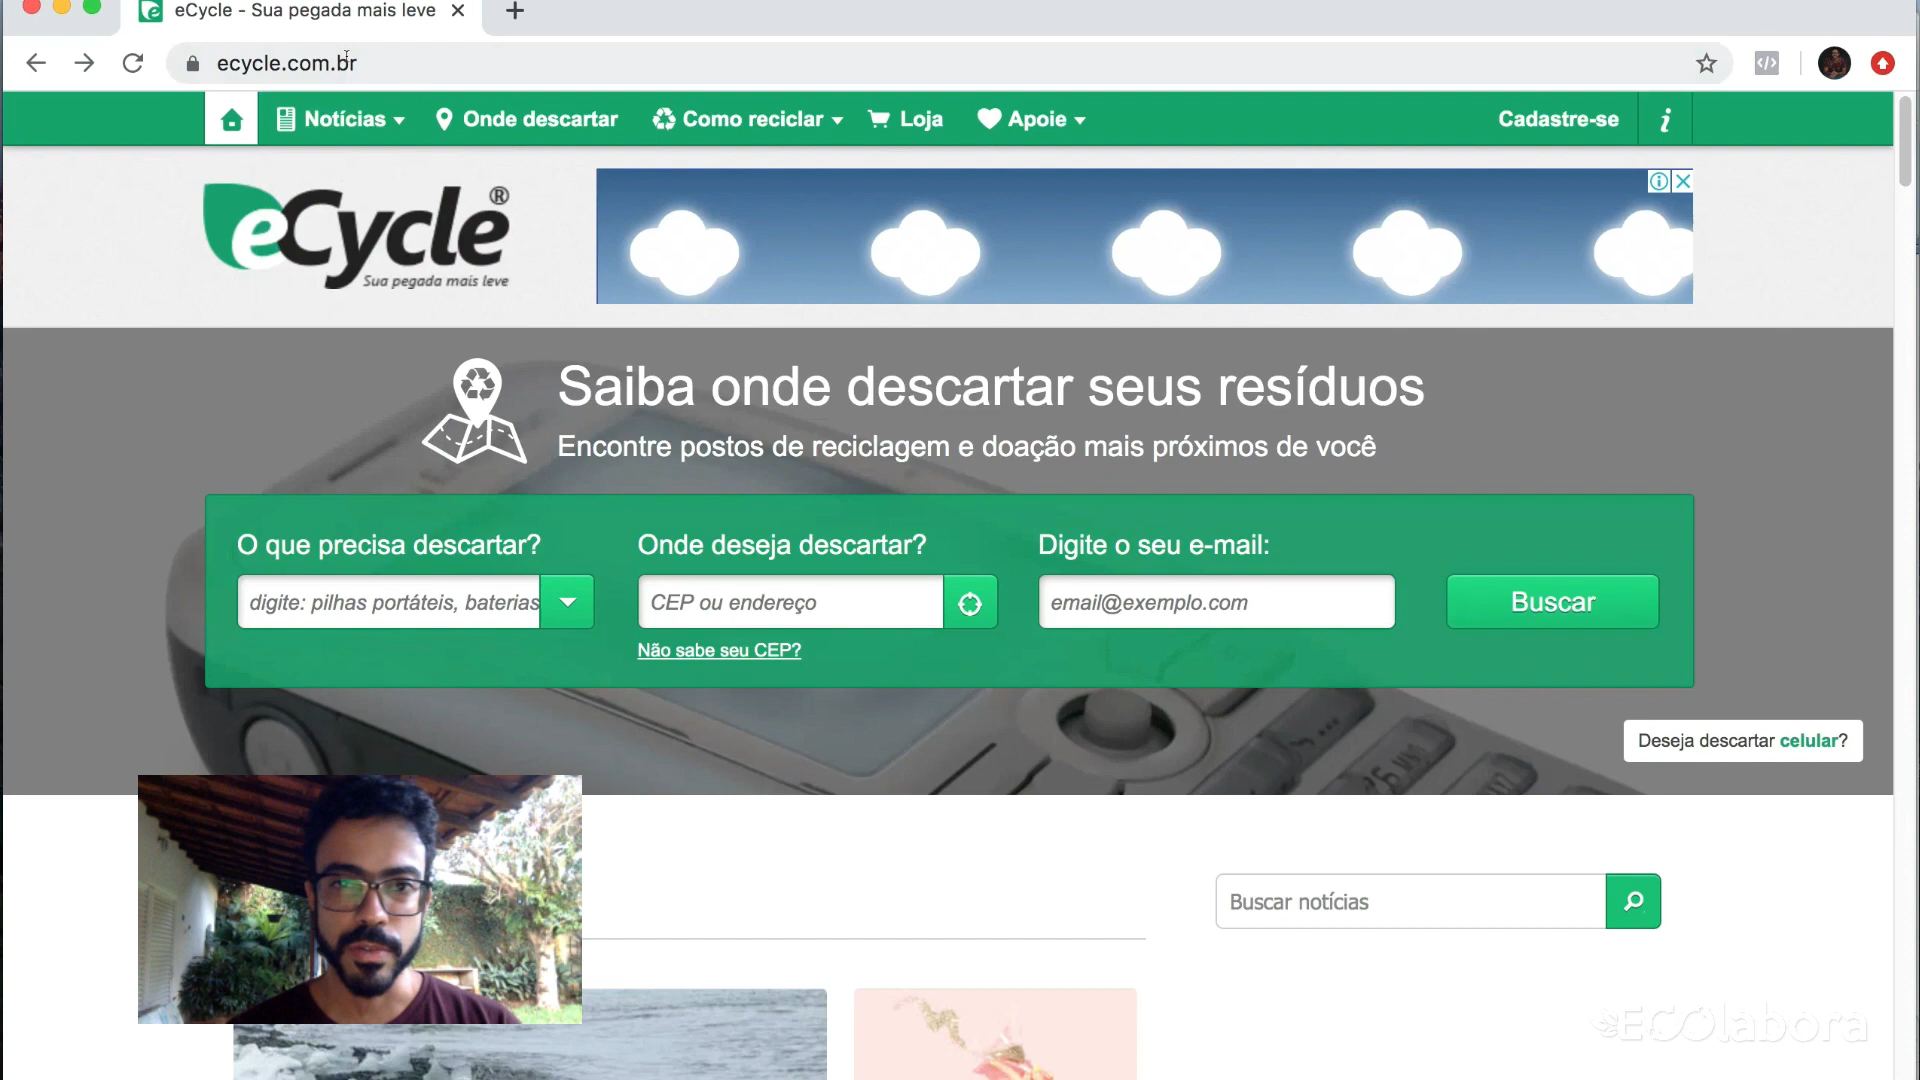 eCycle - Sua pegada mais leve
ecycle.com.br
Notícias
Onde descartar
Como reciclar
Loja
Apoie
Cadastre-se
i
eCycle®
Sua pegada mais leve
Saiba onde descartar seus resíduos
Encontre postos de reciclagem e doação mais próximos de você
O que precisa descartar?
Onde deseja descartar?
Digite o seu e-mail:
digite: pilhas portáteis, baterias
CEP ou endereço
email@exemplo.com
Buscar
Não sabe seu CEP?
Deseja descartar celular?
Buscar notícias
ECOlabora